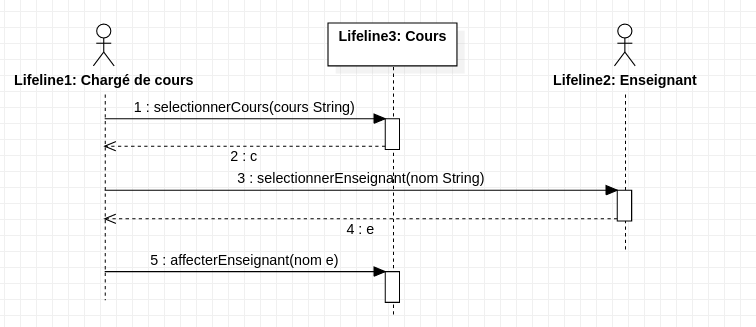 Lifeline3: Cours
Lifeline1: Chargé de cours
Lifeline2: Enseignant
1 : selectionnerCours(cours String)
2 : c
3 : selectionnerEnseignant(nom String)
4 : e
5 : affecterEnseignant(nom e)